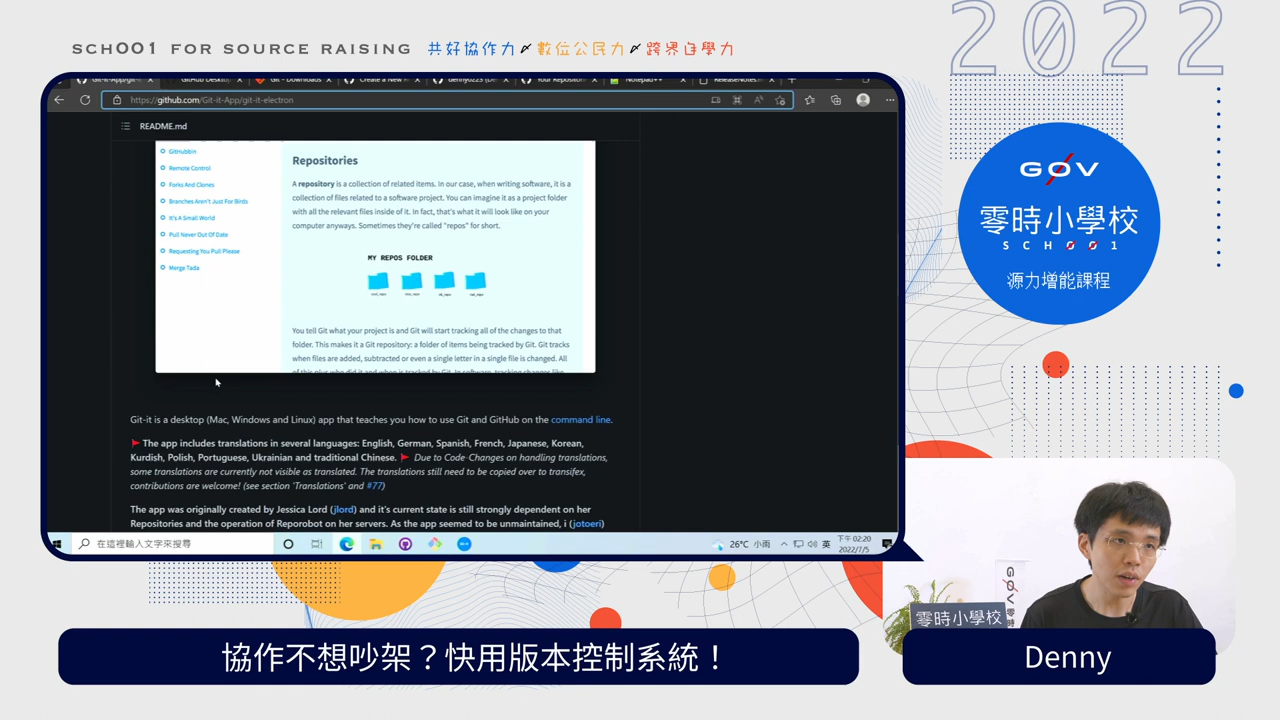 SCHOO1 FOR SOURCE RAISING 共好協作力 數位公民力 跨界自學力
2022
https://github.com/Git-it-App/git-it-electron
README.md
GitHubbin
Remote Control
Forks And Clones
Branches Aren't Just For Birds
It's A Small World
Pull Never Out Of Date
Requesting You Pull Please
Merge Tada
Repositories
A repository is a collection of related items. In our case, when writing software, it is a
collection of files related to a software project. You can imagine it as a project folder
with all the relevant files inside of it. In fact, that's what it will look like on your
computer anyways. Sometimes they're called "repos" for short.
MY REPOS FOLDER
You tell Git what your project is and Git will start tracking all of the changes to that
folder. This makes it a Git repository: a folder of items being tracked by Git. Git tracks
when files are added, subtracted or even a single letter in a single file is changed. All
Git-it is a desktop (Mac, Windows and Linux) app that teaches you how to use Git and GitHub on the command line.
The app includes translations in several languages: English, German, Spanish, French, Japanese, Korean,
Kurdish, Polish, Portuguese, Ukrainian and traditional Chinese. Due to Code-Changes on handling translations,
some translations are currently not visible as translated. The translations still need to be copied over to transifex,
contributions are welcome! (see section 'Translations' and #77)
The app was originally created by Jessica Lord (jlord) and it's current state is still strongly dependent on her
Repositories and the operation of Reporobot on her servers. As the app seemed to be unmaintained, i (jotoeri)
在這裡輸入文字來搜尋
26°C 小雨
英
下午 02:20
2022/7/5
G0V
零時小學校
SCHOO1
源力增能課程
零時小學校
協作不想吵架？快用版本控制系統！
Denny